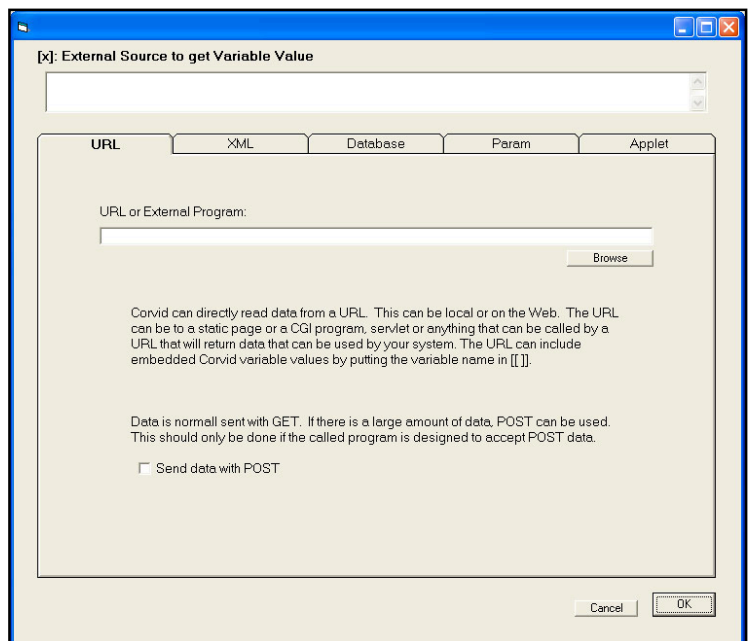 [x]: External Source to get Variable Value
URL XML Database Param Applet
URL or External Program:
Browse
Corvid can directly read data from a URL. This can be local or on the Web. The URL
can be to a static page or a CGI program, servlet or anything that can be called by a
URL that will return data that can be used by your system. The URL can include
embedded Corvid variable values by putting the variable name in [[ ]].
Data is normall sent with GET. If there is a large amount of data, POST can be used.
This should only be done if the called program is designed to accept POST data.
Send data with POST
Cancel OK